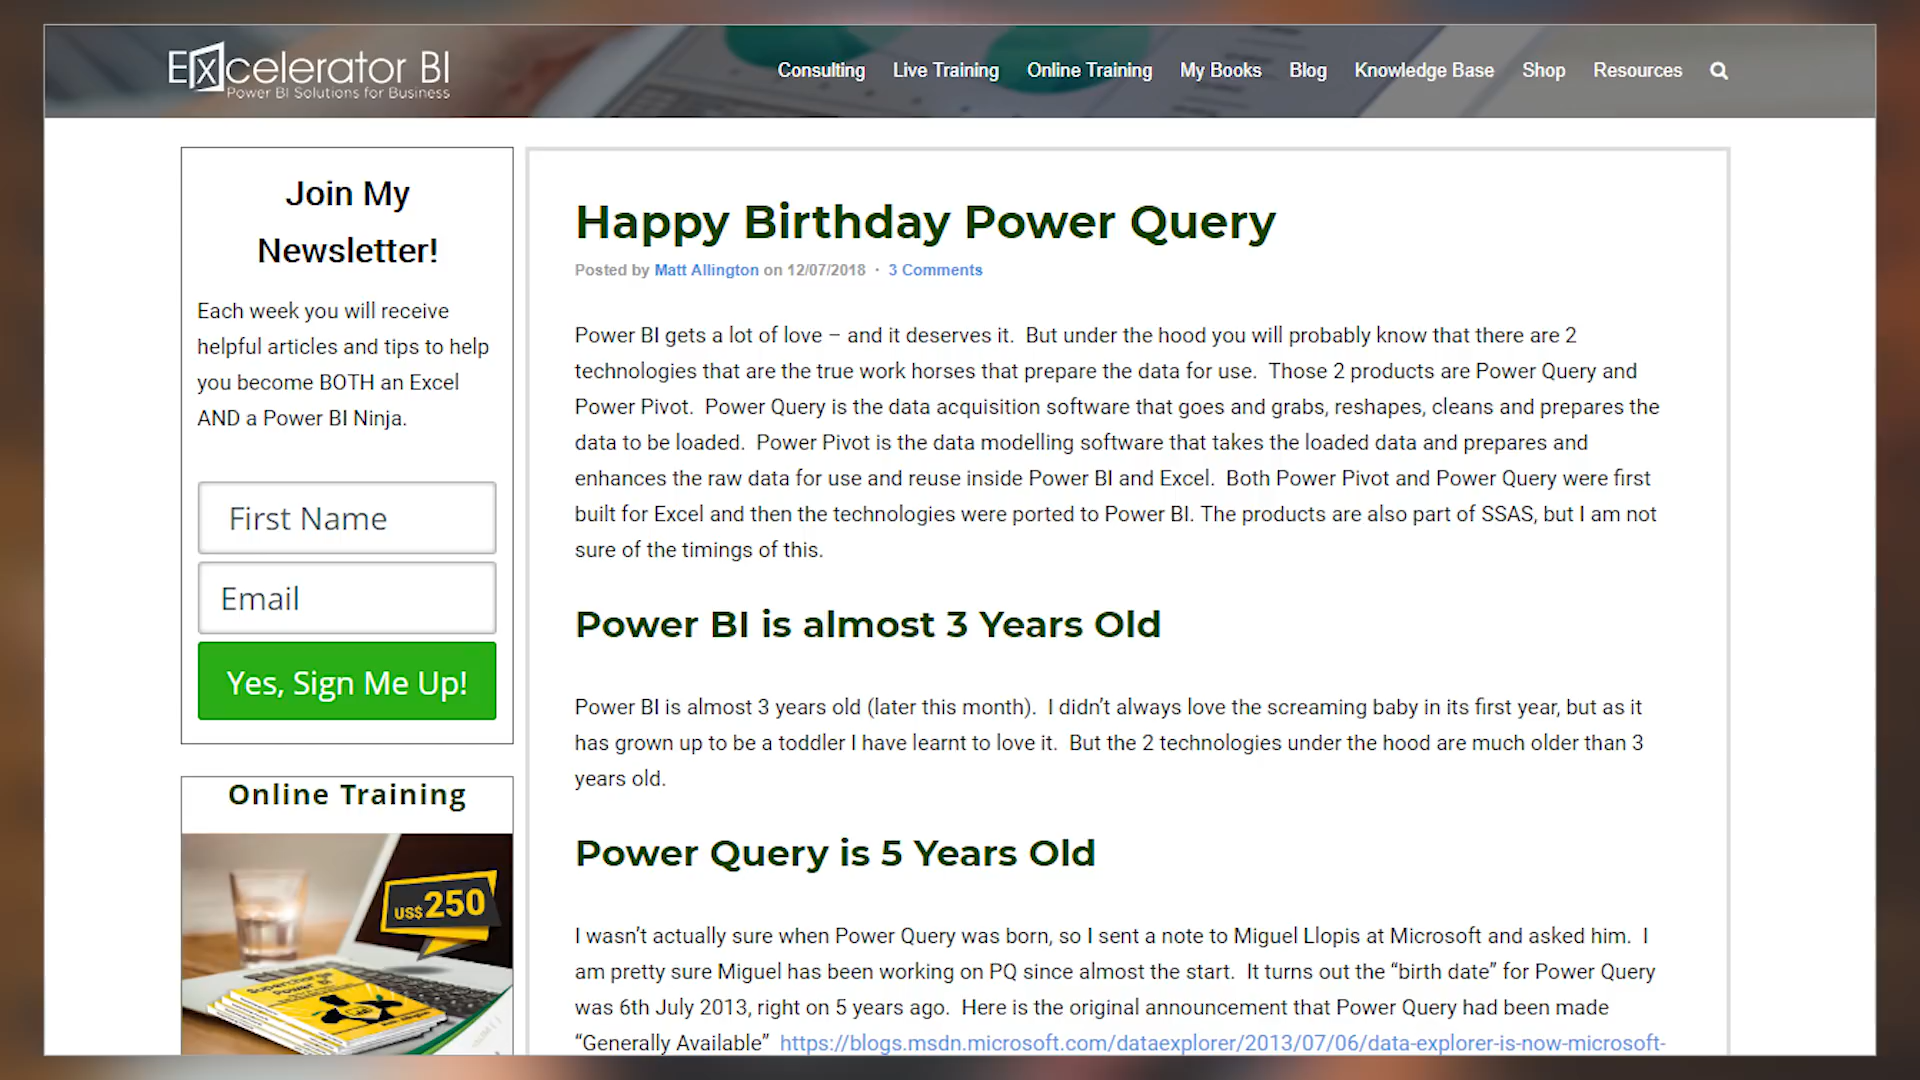 Excelerator BI
Power BI Solutions for Business
Consulting
Live Training
Online Training
My Books
Blog
Knowledge Base
Shop
Resources
Join My
Newsletter!
Each week you will receive
helpful articles and tips to help
you become BOTH an Excel
AND a Power BI Ninja.
First Name
Email
Yes, Sign Me Up!
Online Training
US$250
Supercharge
Power BI
Happy Birthday Power Query
Posted by Matt Allington on 12/07/2018 · 3 Comments
Power BI gets a lot of love – and it deserves it.  But under the hood you will probably know that there are 2
technologies that are the true work horses that prepare the data for use.  Those 2 products are Power Query and
Power Pivot.  Power Query is the data acquisition software that goes and grabs, reshapes, cleans and prepares the
data to be loaded.  Power Pivot is the data modelling software that takes the loaded data and prepares and
enhances the raw data for use and reuse inside Power BI and Excel.  Both Power Pivot and Power Query were first
built for Excel and then the technologies were ported to Power BI. The products are also part of SSAS, but I am not
sure of the timings of this.
Power BI is almost 3 Years Old
Power BI is almost 3 years old (later this month).  I didn’t always love the screaming baby in its first year, but as it
has grown up to be a toddler I have learnt to love it.  But the 2 technologies under the hood are much older than 3
years old.
Power Query is 5 Years Old
I wasn’t actually sure when Power Query was born, so I sent a note to Miguel Llopis at Microsoft and asked him.  I
am pretty sure Miguel has been working on PQ since almost the start.  It turns out the “birth date” for Power Query
was 6th July 2013, right on 5 years ago.  Here is the original announcement that Power Query had been made
“Generally Available”  https://blogs.msdn.microsoft.com/dataexplorer/2013/07/06/data-explorer-is-now-microsoft-